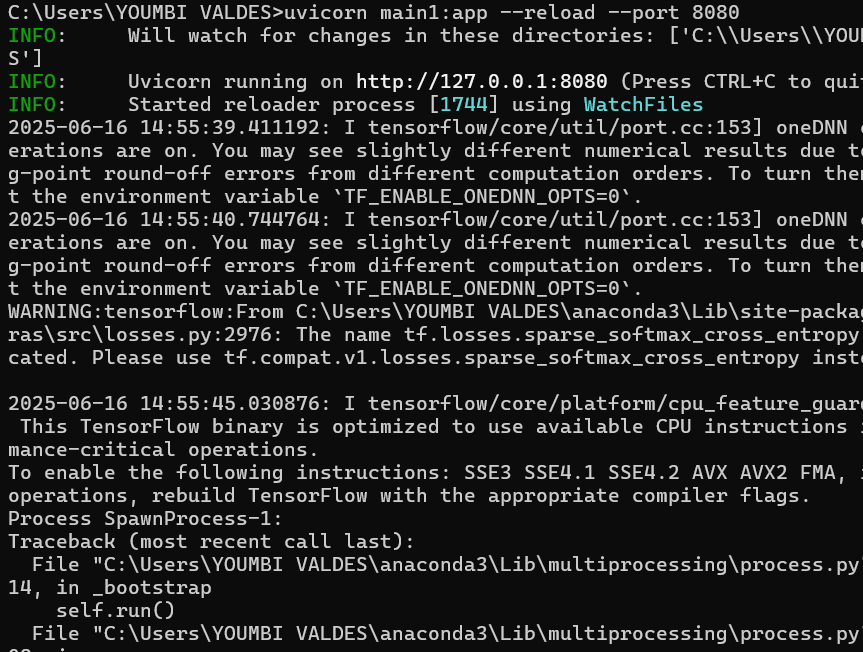 C:\Users\YOUMBI VALDES>uvicorn main1:app --reload --port 8080
INFO:     Will watch for changes in these directories: ['C:\\Users\\YOU
S']
INFO:     Uvicorn running on http://127.0.0.1:8080 (Press CTRL+C to qui
INFO:     Started reloader process [1744] using WatchFiles
2025-06-16 14:55:39.411192: I tensorflow/core/util/port.cc:153] oneDNN
erations are on. You may see slightly different numerical results due to
g-point round-off errors from different computation orders. To turn them
t the environment variable `TF_ENABLE_ONEDNN_OPTS=0`.
2025-06-16 14:55:40.744764: I tensorflow/core/util/port.cc:153] oneDNN
erations are on. You may see slightly different numerical results due to
g-point round-off errors from different computation orders. To turn them
t the environment variable `TF_ENABLE_ONEDNN_OPTS=0`.
WARNING:tensorflow:From C:\Users\YOUMBI VALDES\anaconda3\Lib\site-packag
ras\src\losses.py:2976: The name tf.losses.sparse_softmax_cross_entropy
cated. Please use tf.compat.v1.losses.sparse_softmax_cross_entropy inste

2025-06-16 14:55:45.030876: I tensorflow/core/platform/cpu_feature_guar
 This TensorFlow binary is optimized to use available CPU instructions
mance-critical operations.
To enable the following instructions: SSE3 SSE4.1 SSE4.2 AVX AVX2 FMA,
operations, rebuild TensorFlow with the appropriate compiler flags.
Process SpawnProcess-1:
Traceback (most recent call last):
  File "C:\Users\YOUMBI VALDES\anaconda3\Lib\multiprocessing\process.py
14, in _bootstrap
    self.run()
  File "C:\Users\YOUMBI VALDES\anaconda3\Lib\multiprocessing\process.py